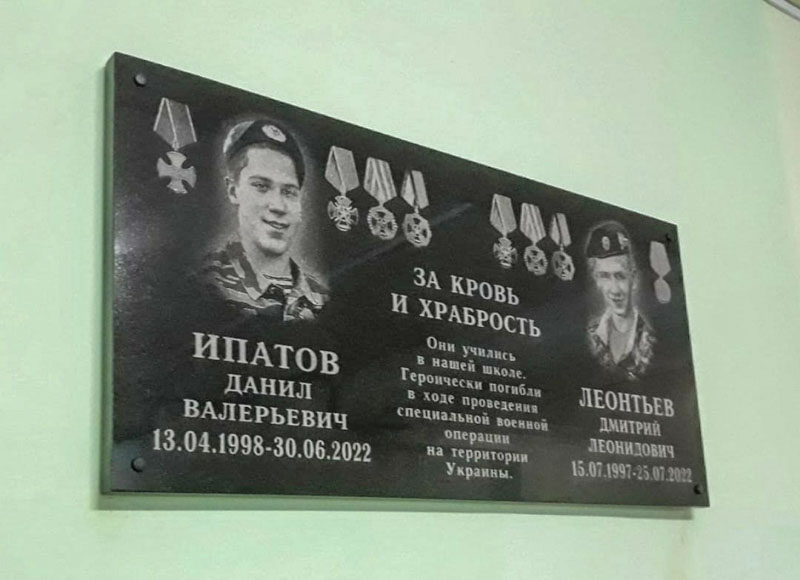 ЗА КРОВЬ
И ХРАБРОСТЬ
ИПАТОВ
ДАНИЛ
ВАЛЕРЬЕВИЧ
13.04.1998-30.06.2022
Они учились
в нашей школе.
Героически погибли
в ходе проведения
специальной военной
операции
на территории
Украины.
ЛЕОНТЬЕВ
ДМИТРИЙ
ЛЕОНИДОВИЧ
15.07.1997-25.07.2022